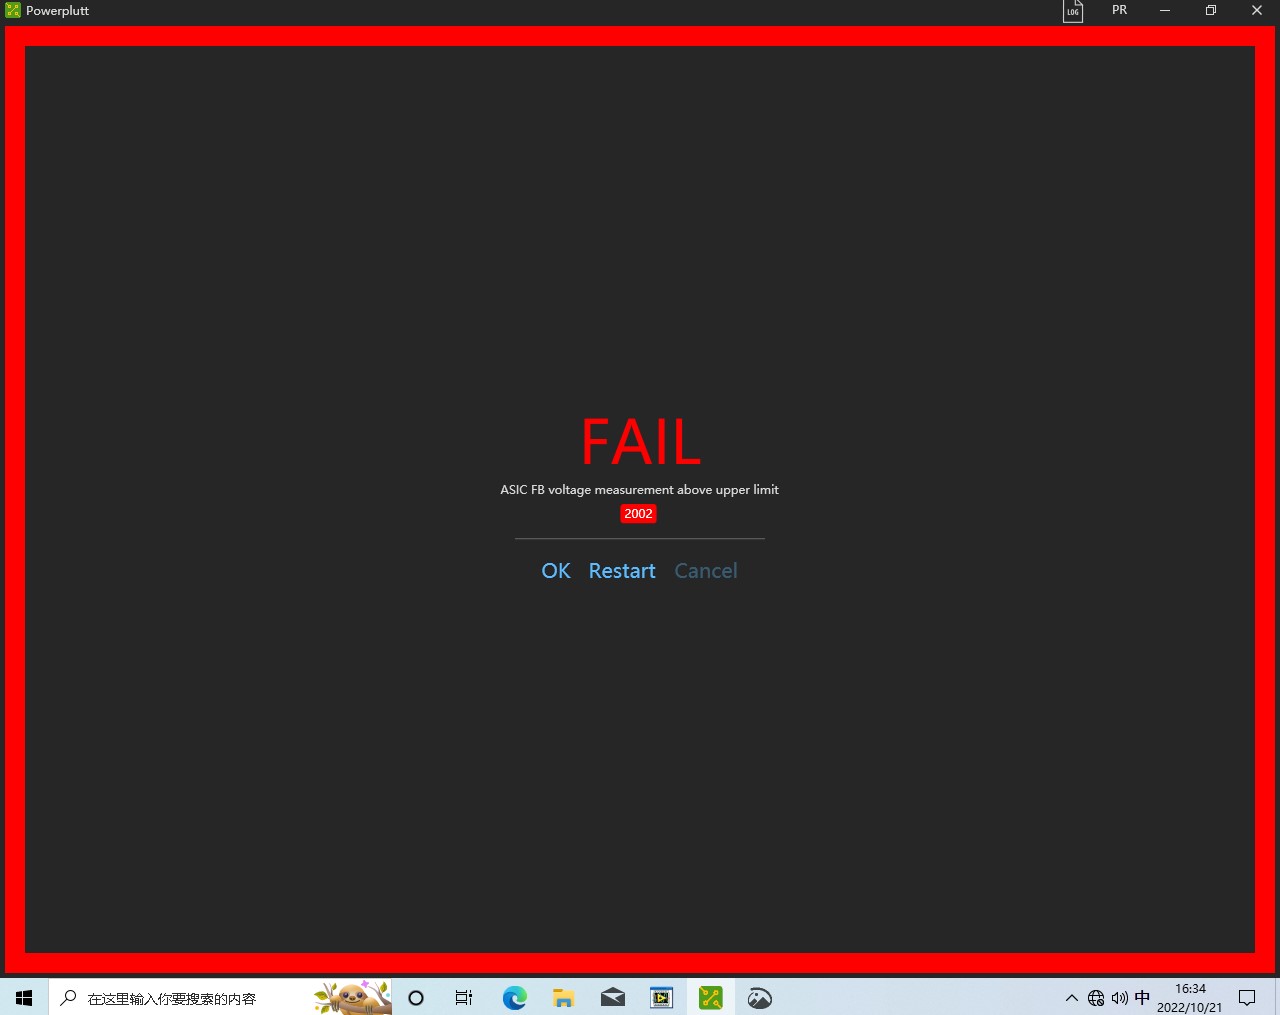 Powerplutt
LOG
PR
FAIL
ASIC FB voltage measurement above upper limit
2002
OK Restart Cancel
在这里输入你要搜索的内容
中
16:34
2022/10/21